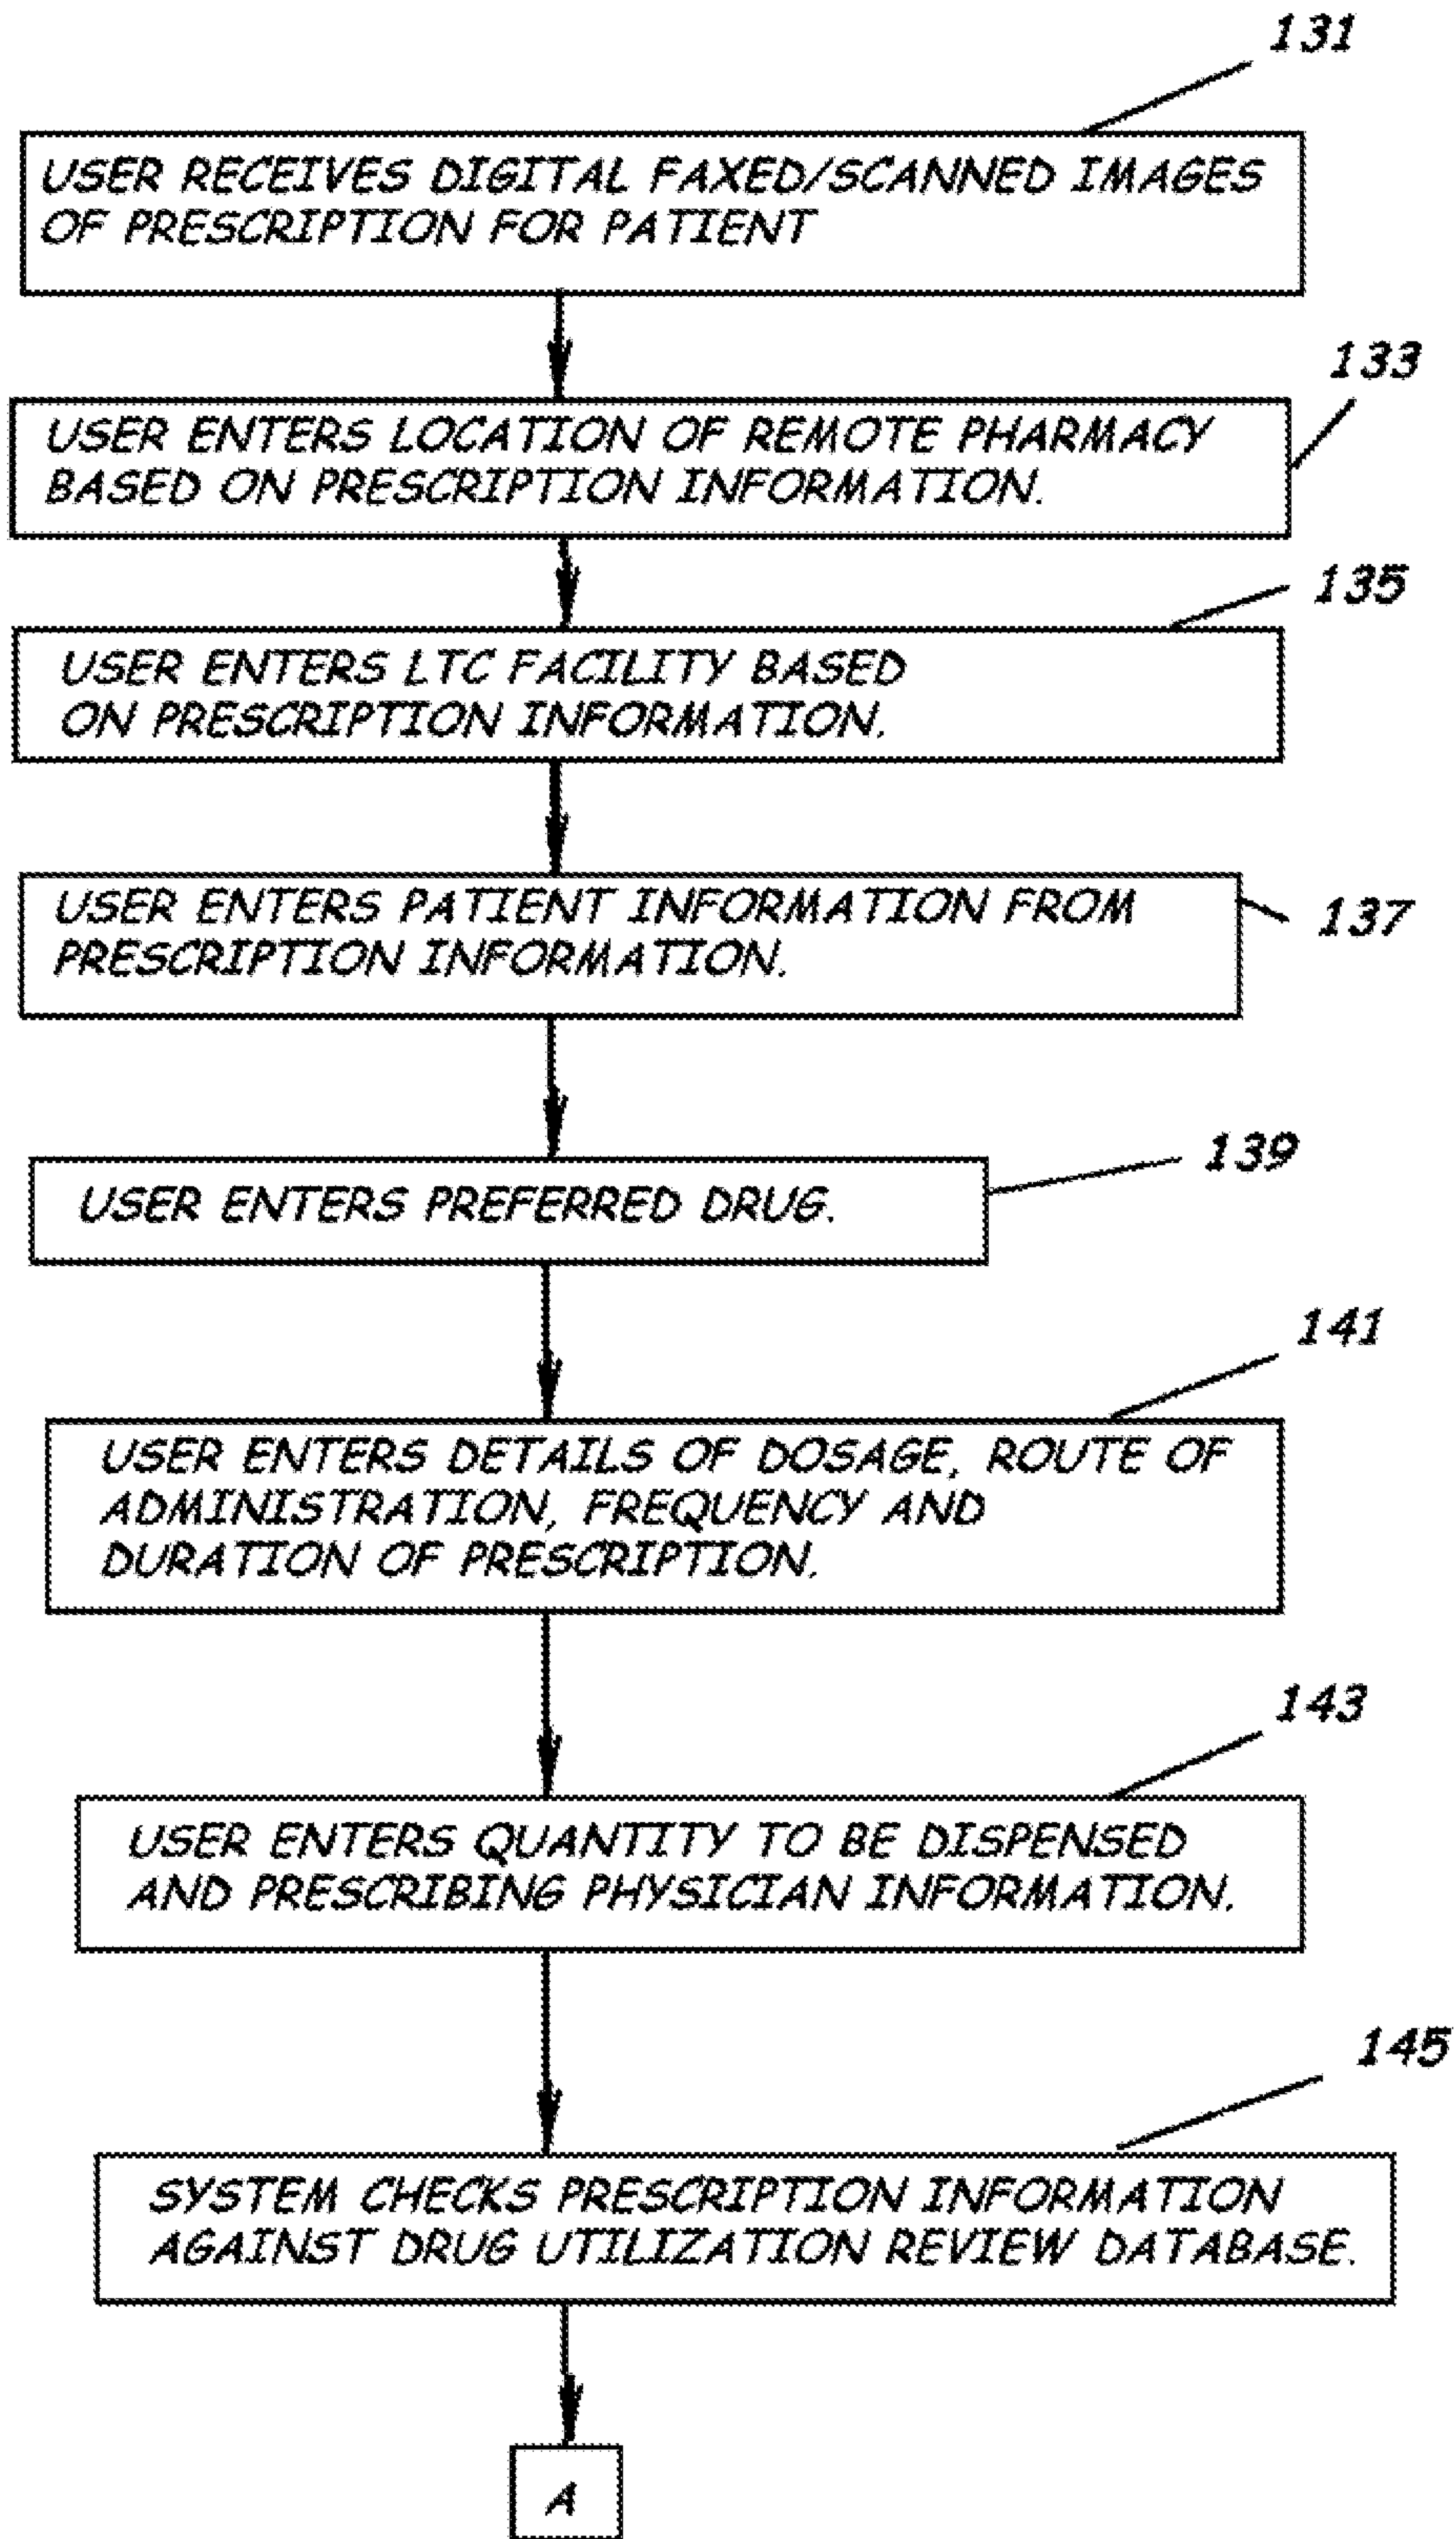 131
USER RECEIVES DIGITAL FAXED/SCANNED IMAGES
OF PRESCRIPTION FOR PATIENT
133
USER ENTERS LOCATION OF REMOTE PHARMACY
BASED ON PRESCRIPTION INFORMATION.
135
USER ENTERS LTC FACILITY BASED
ON PRESCRIPTION INFORMATION.
USER ENTERS PATIENT INFORMATION FROM
137
PRESCRIPTION INFORMATION.
139
USER ENTERS PREFERRED DRUG.
141
USER ENTERS DETAILS OF DOSAGE, ROUTE OF
ADMINISTRATION, FREQUENCY AND
DURATION OF PRESCRIPTION.
143
USER ENTERS QUANTITY TO BE DISPENSED
AND PRESCRIBING PHYSICIAN INFORMATION.
145
SYSTEM CHECKS PRESCRIPTION INFORMATION
AGAINST DRUG UTILIZATION REVIEW DATABASE.
A